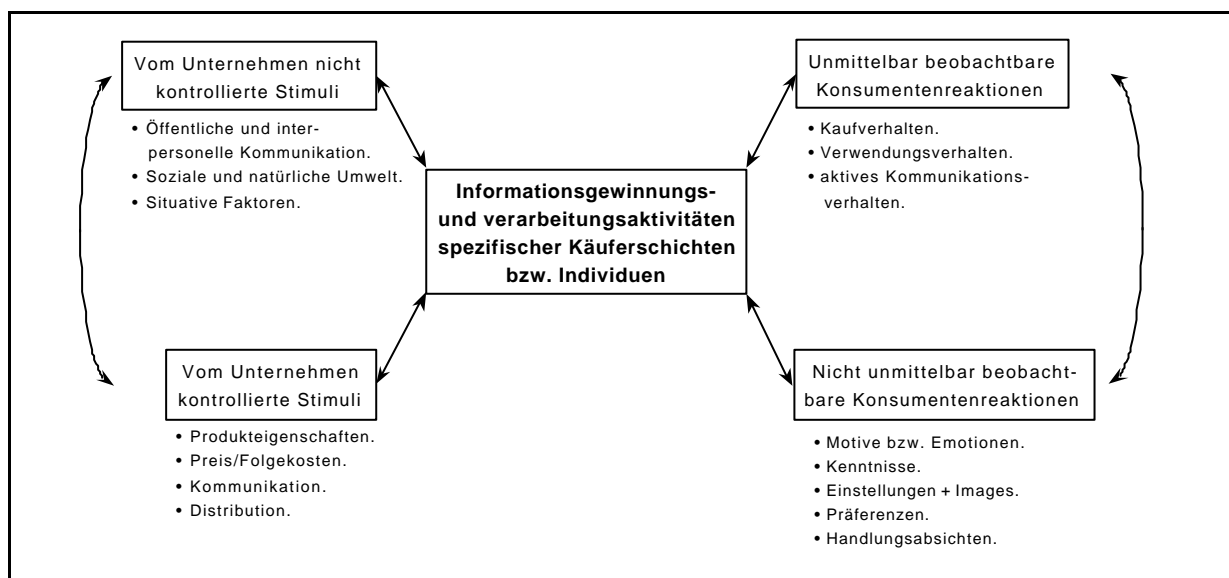 Vom Unternehmen nicht
kontrollierte Stimuli
• Öffentliche und inter-
personelle Kommunikation.
• Soziale und natürliche Umwelt.
• Situative Faktoren.
Unmittelbar beobachtbare
Konsumentenreaktionen
• Kaufverhalten.
• Verwendungsverhalten.
• aktives Kommunikations-
verhalten.
Informationsgewinnungs-
und verarbeitungsaktivitäten
spezifischer Käuferschichten
bzw. Individuen
Vom Unternehmen
kontrollierte Stimuli
• Produkteigenschaften.
• Preis/Folgekosten.
• Kommunikation.
• Distribution.
Nicht unmittelbar beobacht-
bare Konsumentenreaktionen
• Motive bzw. Emotionen.
• Kenntnisse.
• Einstellungen + Images.
• Präferenzen.
• Handlungsabsichten.